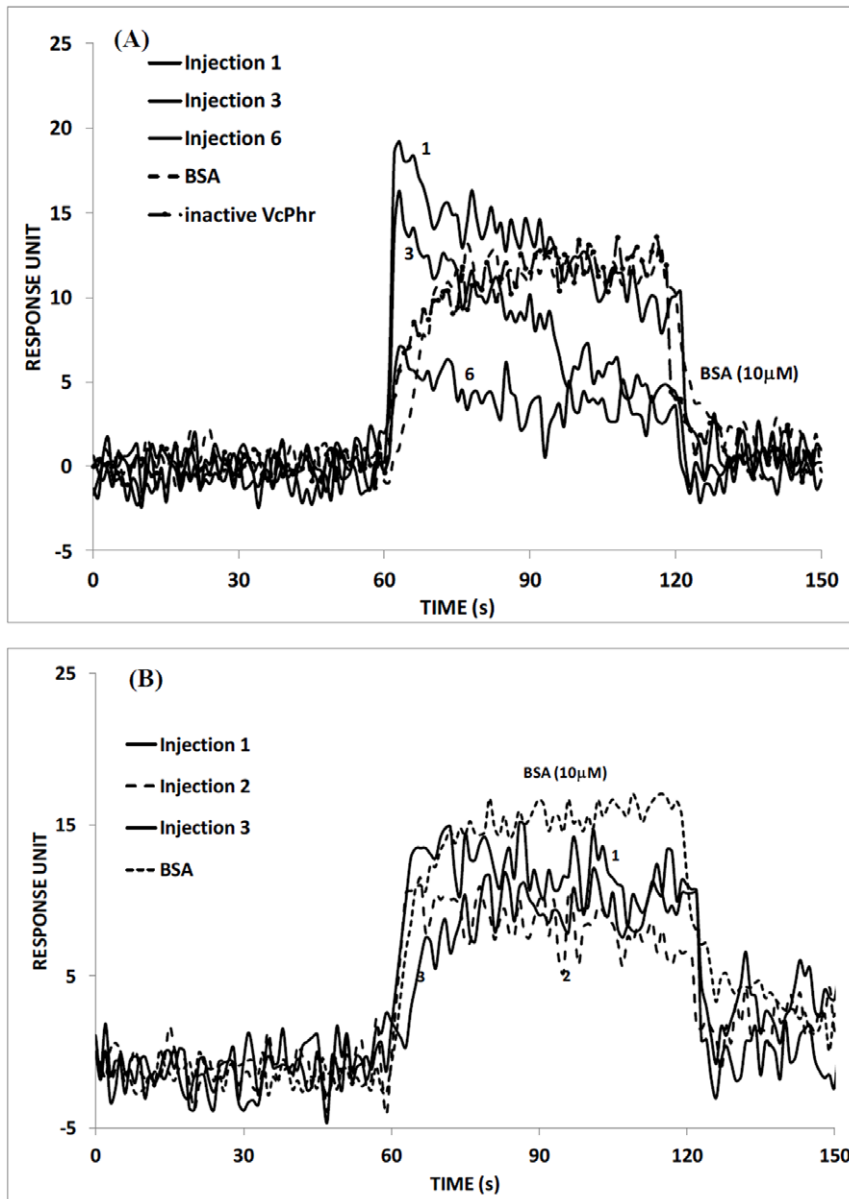 (A)
25
20
15
10
5
0
-5
RESPONSE UNIT
Injection 1
Injection 3
Injection 6
BSA
inactive VcPhr
1
3
6
BSA (10µM)
0 30 60 90 120 150
TIME (s)
(B)
25
15
5
-5
RESPONSE UNIT
Injection 1
Injection 2
Injection 3
BSA
BSA (10µM)
1
3
2
0 30 60 90 120 150
TIME (s)